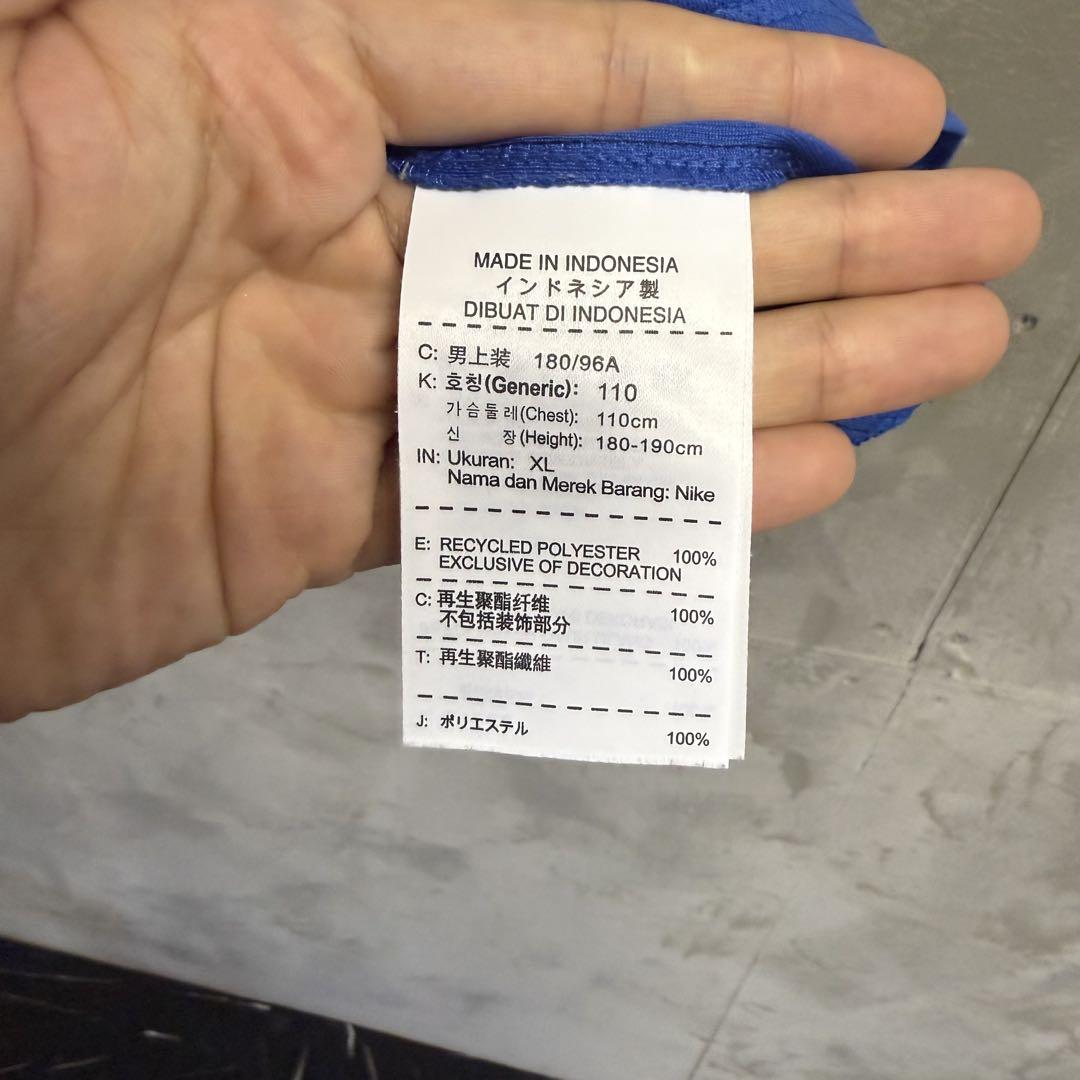 MADE IN INDONESIA
インドネシア製
DIBUAT DI INDONESIA
C: 男上装 180/96A
K: 호칭(Generic): 110
가슴둘레(Chest): 110cm
신 장(Height): 180-190cm
IN: Ukuran: XL
Nama dan Merek Barang: Nike
E: RECYCLED POLYESTER 100%
EXCLUSIVE OF DECORATION
C: 再生聚酯纤维 100%
不包括装饰部分
T: 再生聚酯纖維 100%
J: ポリエステル 100%